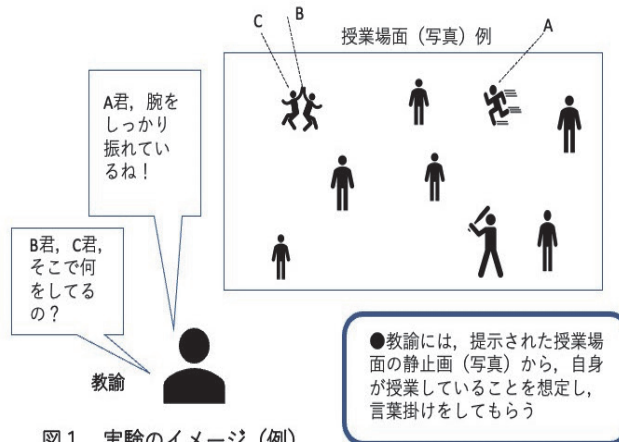 C
B
授業場面（写真）例
A
A君，腕を
しっかり
振れてい
るね！
B君，C君，
そこで何
をしてる
の？
教諭
●教諭には，提示された授業場
面の静止画（写真）から，自身
が授業していることを想定し，
言葉掛けをしてもらう
図１　実験のイメージ（例）